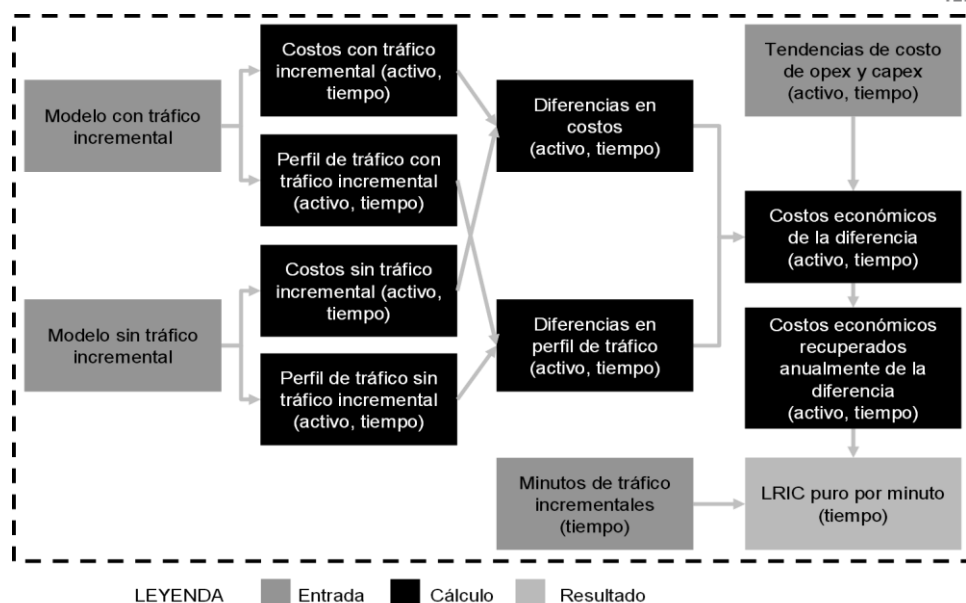 Modelo con tráfico
incremental
Modelo sin tráfico
incremental
Costos con tráfico
incremental (activo,
tiempo)
Perfil de tráfico con
tráfico incremental
(activo, tiempo)
Costos sin tráfico
incremental (activo,
tiempo)
Perfil de tráfico sin
tráfico incremental
(activo, tiempo)
Diferencias en
costos
(activo, tiempo)
Diferencias en
perfil de tráfico
(activo, tiempo)
Minutos de tráfico
incrementales
(tiempo)
Tendencias de costo
de opex y capex
(activo, tiempo)
Costos económicos
de la diferencia
(activo, tiempo)
Costos económicos
recuperados
anualmente de la
diferencia
(activo, tiempo)
LRIC puro por minuto
(tiempo)
LEYENDA
Entrada
Cálculo
Resultado